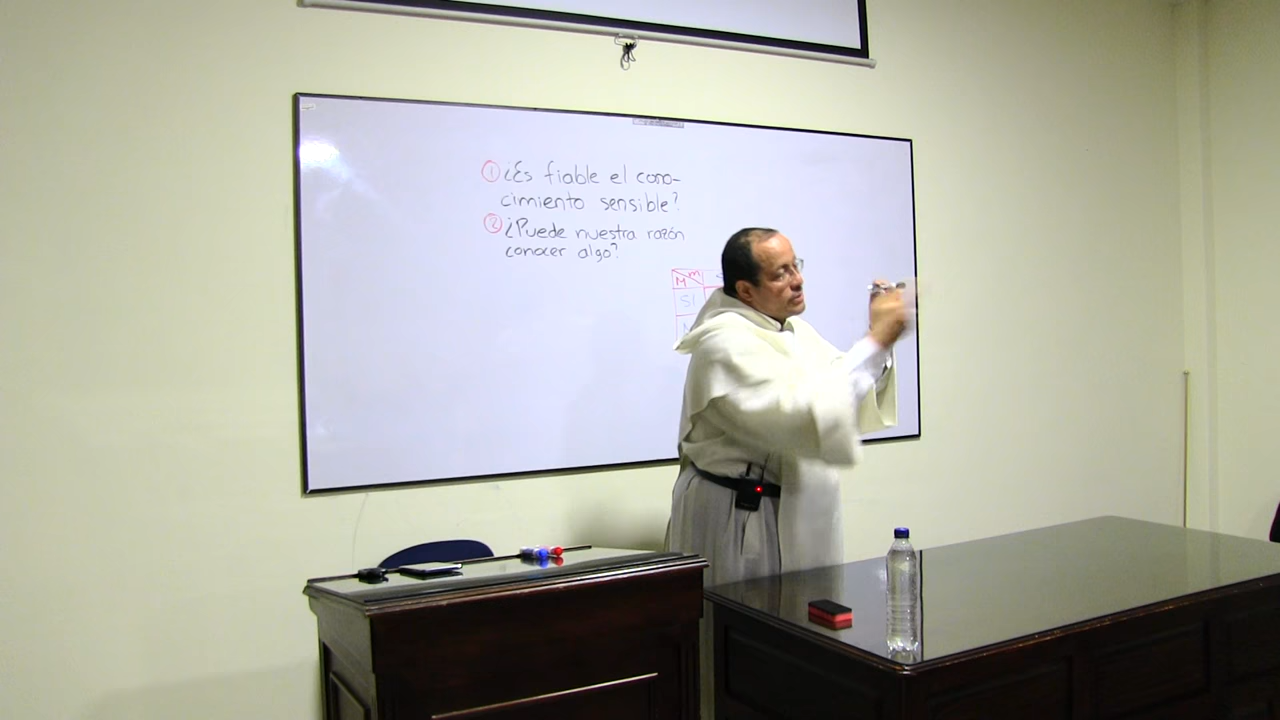 1 ¿Es fiable el cono-
cimiento sensible?
2 ¿Puede nuestra razón
conocer algo?
M m
SI